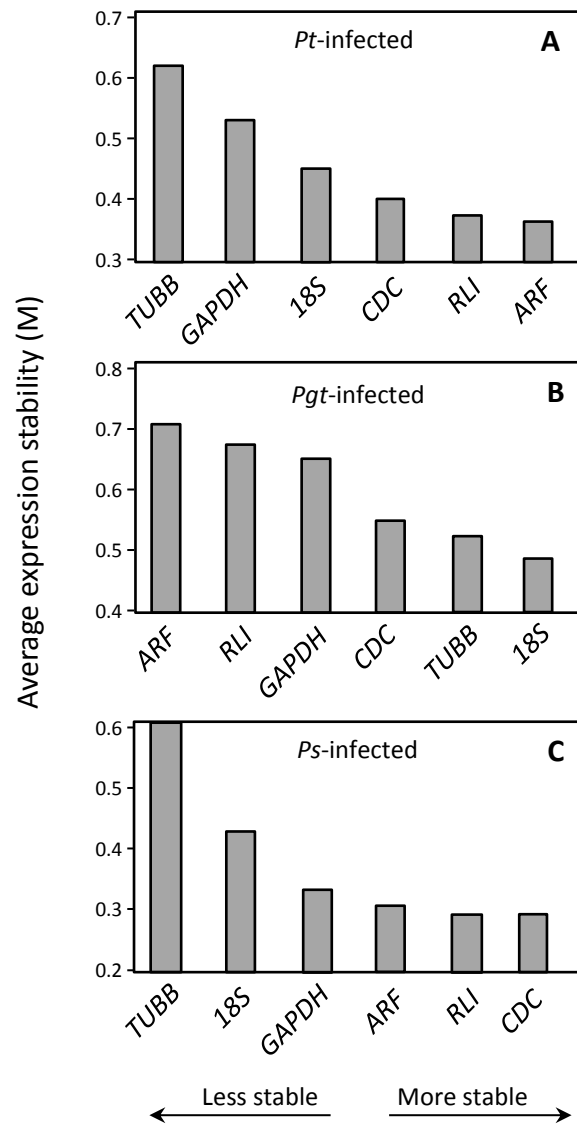 Average expression stability (M)
Pt-infected A
0.7
0.6
0.5
0.4
0.3
TUBB GAPDH 18S CDC RLI ARF
Pgt-infected B
0.8
0.7
0.6
0.5
0.4
ARF RLI GAPDH CDC TUBB 18S
Ps-infected C
0.6
0.5
0.4
0.3
0.2
TUBB 18S GAPDH ARF RLI CDC
Less stable More stable